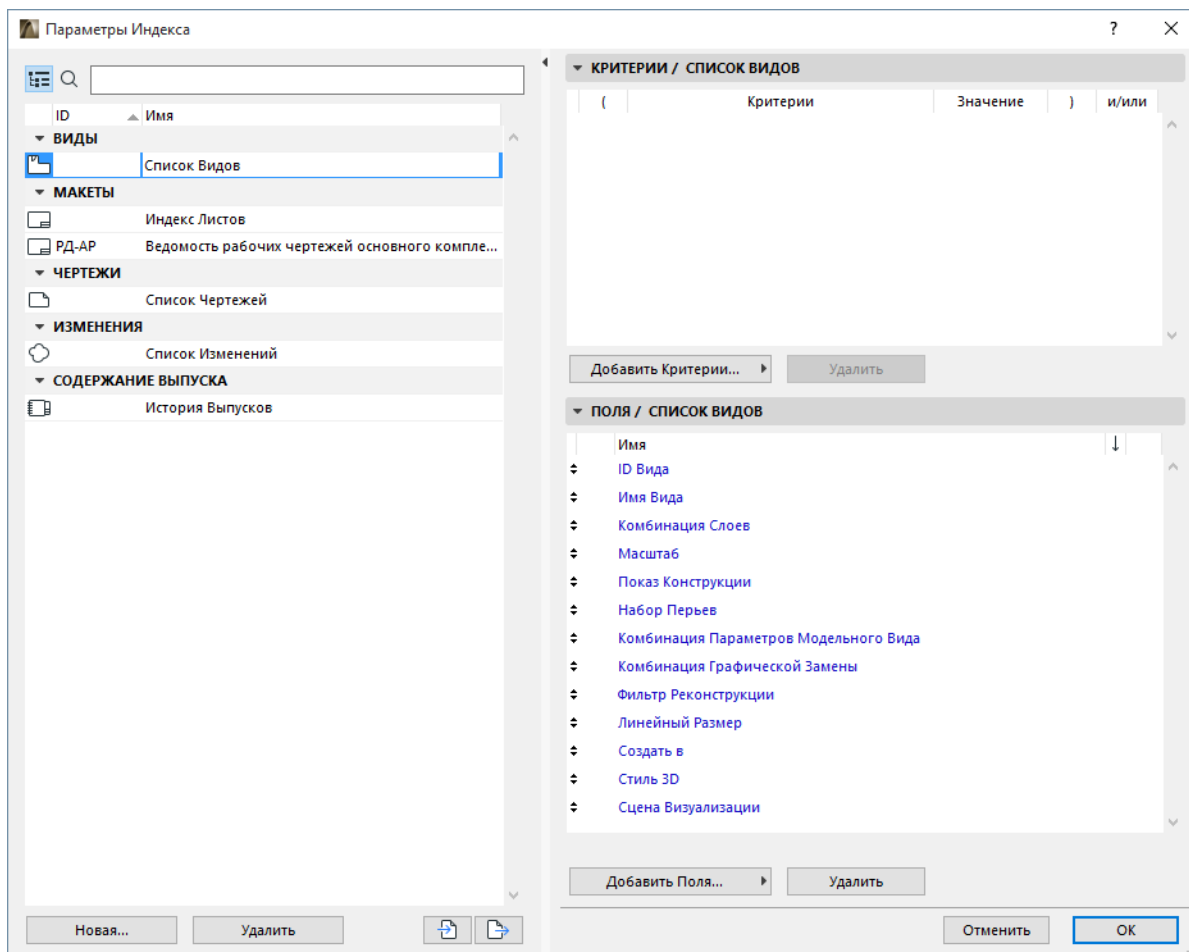 Параметры Индекса
?
ID
Имя
ВИДЫ
Список Видов
МАКЕТЫ
Индекс Листов
РД-АР Ведомость рабочих чертежей основного компле...
ЧЕРТЕЖИ
Список Чертежей
ИЗМЕНЕНИЯ
Список Изменений
СОДЕРЖАНИЕ ВЫПУСКА
История Выпусков
Новая...
Удалить
КРИТЕРИИ / СПИСОК ВИДОВ
( Критерии Значение ) и/или
Добавить Критерии...
Удалить
ПОЛЯ / СПИСОК ВИДОВ
Имя
ID Вида
Имя Вида
Комбинация Слоев
Масштаб
Показ Конструкции
Набор Перьев
Комбинация Параметров Модельного Вида
Комбинация Графической Замены
Фильтр Реконструкции
Линейный Размер
Создать в
Стиль 3D
Сцена Визуализации
Добавить Поля...
Удалить
Отменить
OK